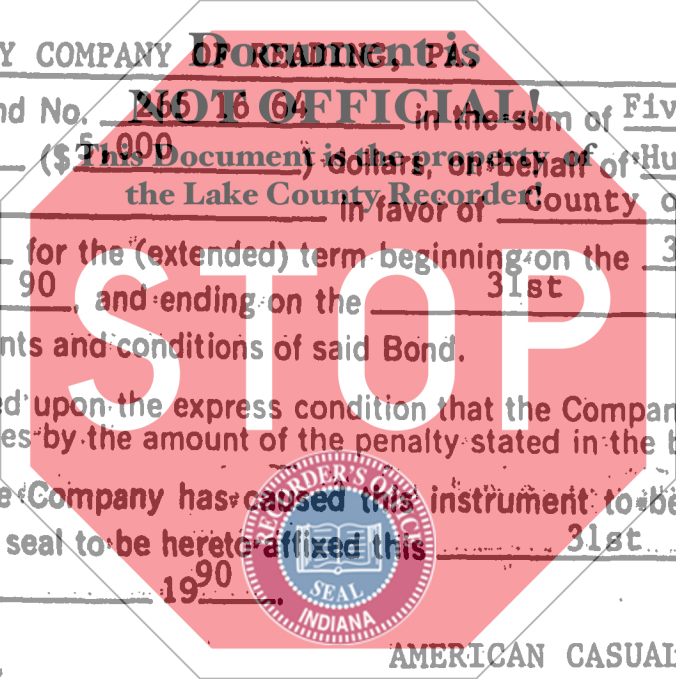 Y COMPANY OF READING, PA.
Document is
nd No. 266 16 64 in the sum of Fiv
NOT OFFICIAL!
($ 5,000 ) dollars, on behalf of Hu
This Document is the property of
the Lake County Recorder!
in favor of County o
for the (extended) term beginning on the 3
90, and ending on the 31st
nts and conditions of said Bond.
STOP
ed upon the express condition that the Compan
es by the amount of the penalty stated in the b
e Company has caused this instrument to be
seal to be hereto affixed this 31st
1990.
RECORDER'S OFFICE
SEAL
INDIANA
AMERICAN CASUAL